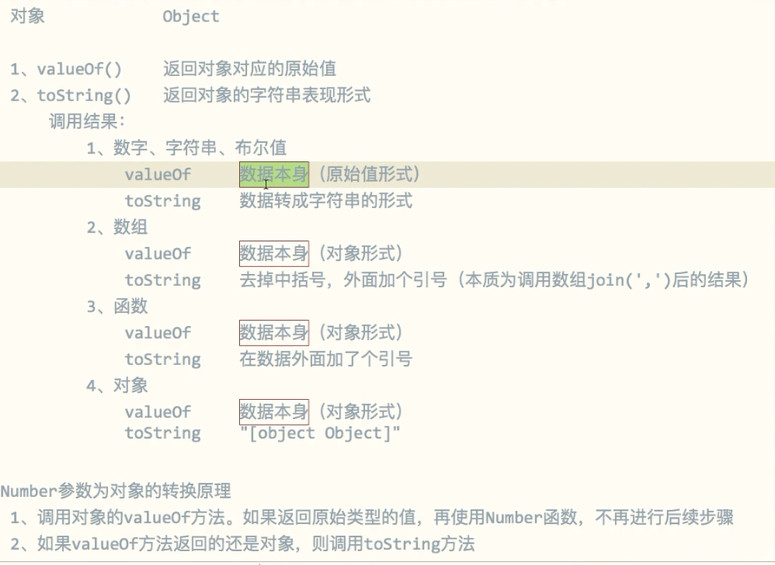 对象 Object
1、valueOf() 返回对象对应的原始值
2、toString() 返回对象的字符串表现形式
调用结果：
1、数字、字符串、布尔值
valueOf 数据本身（原始值形式）
toString 数据转成字符串的形式
2、数组
valueOf 数据本身（对象形式）
toString 去掉中括号，外面加个引号（本质为调用数组join(',')后的结果）
3、函数
valueOf 数据本身（对象形式）
toString 在数据外面加了个引号
4、对象
valueOf 数据本身（对象形式）
toString "[object Object]"
Number参数为对象的转换原理
1、调用对象的valueOf方法。如果返回原始类型的值，再使用Number函数，不再进行后续步骤
2、如果valueOf方法返回的还是对象，则调用toString方法